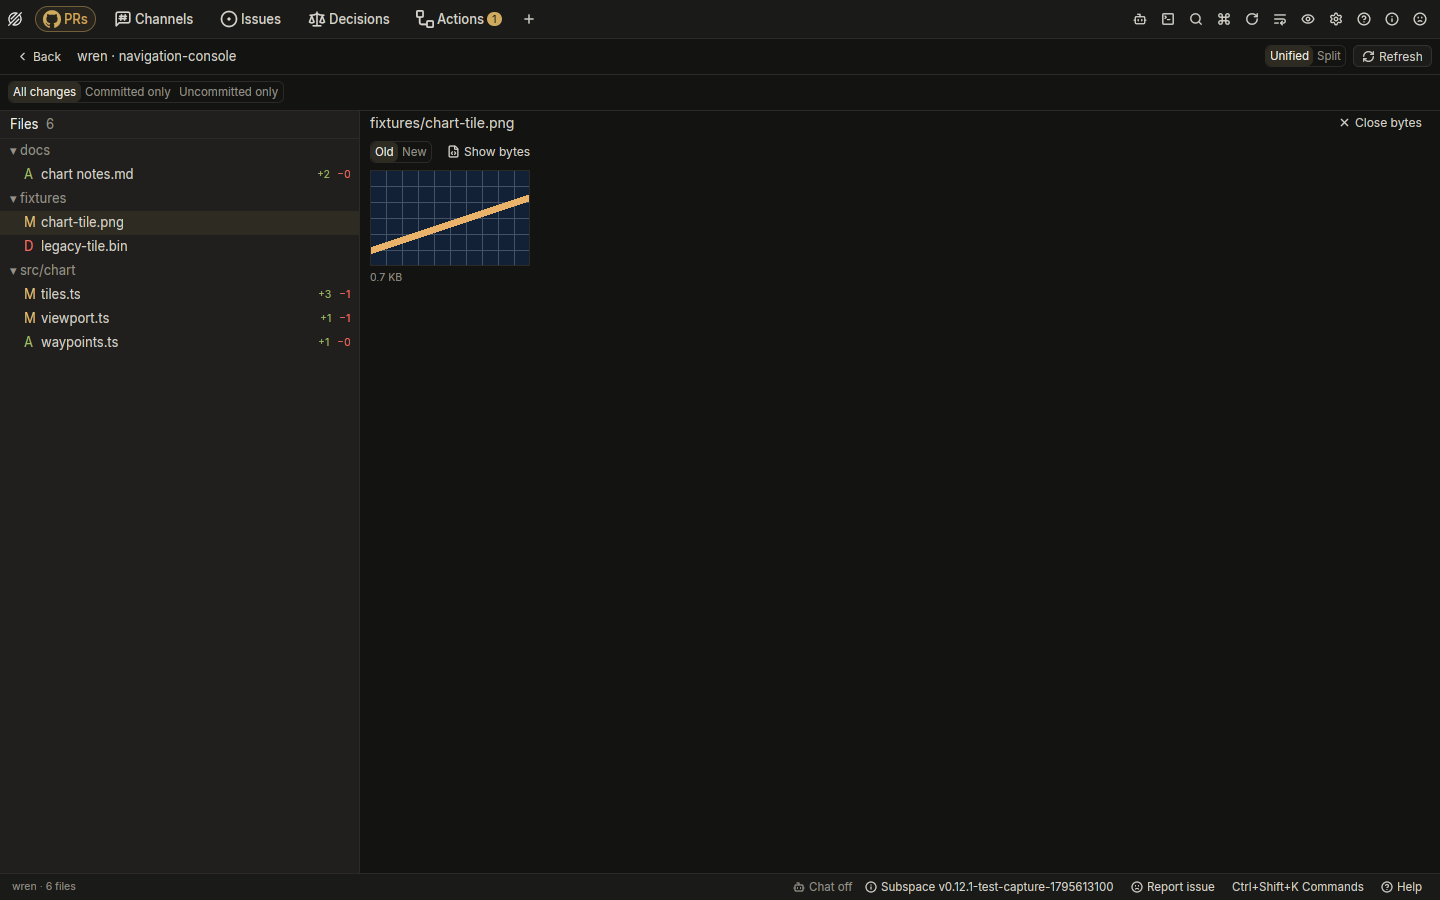 PRs Channels Issues Decisions Actions 1
Back wren · navigation-console Unified Split Refresh
All changes Committed only Uncommitted only
Files 6
fixtures/chart-tile.png Close bytes
docs
Old New Show bytes
A chart notes.md +2 −0
fixtures
M chart-tile.png
D legacy-tile.bin
0.7 KB
src/chart
M tiles.ts +3 −1
M viewport.ts +1 −1
A waypoints.ts +1 −0
wren · 6 files Chat off Subspace v0.12.1-test-capture-1795613100 Report issue Ctrl+Shift+K Commands Help